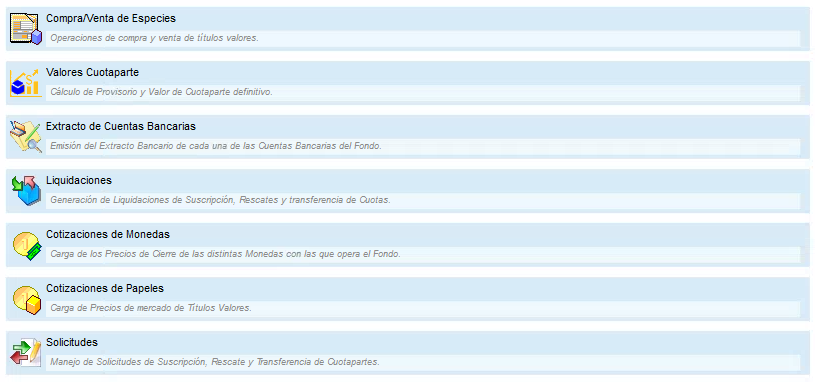 Compra/Venta de Especies
Operaciones de compra y venta de títulos valores.
Valores Cuotaparte
Cálculo de Provisorio y Valor de Cuotaparte definitivo.
Extracto de Cuentas Bancarias
Emisión del Extracto Bancario de cada una de las Cuentas Bancarias del Fondo.
Liquidaciones
Generación de Liquidaciones de Suscripción, Rescates y transferencia de Cuotas.
Cotizaciones de Monedas
Carga de los Precios de Cierre de las distintas Monedas con las que opera el Fondo.
Cotizaciones de Papeles
Carga de Precios de mercado de Títulos Valores.
Solicitudes
Manejo de Solicitudes de Suscripción, Rescate y Transferencia de Cuotapartes.